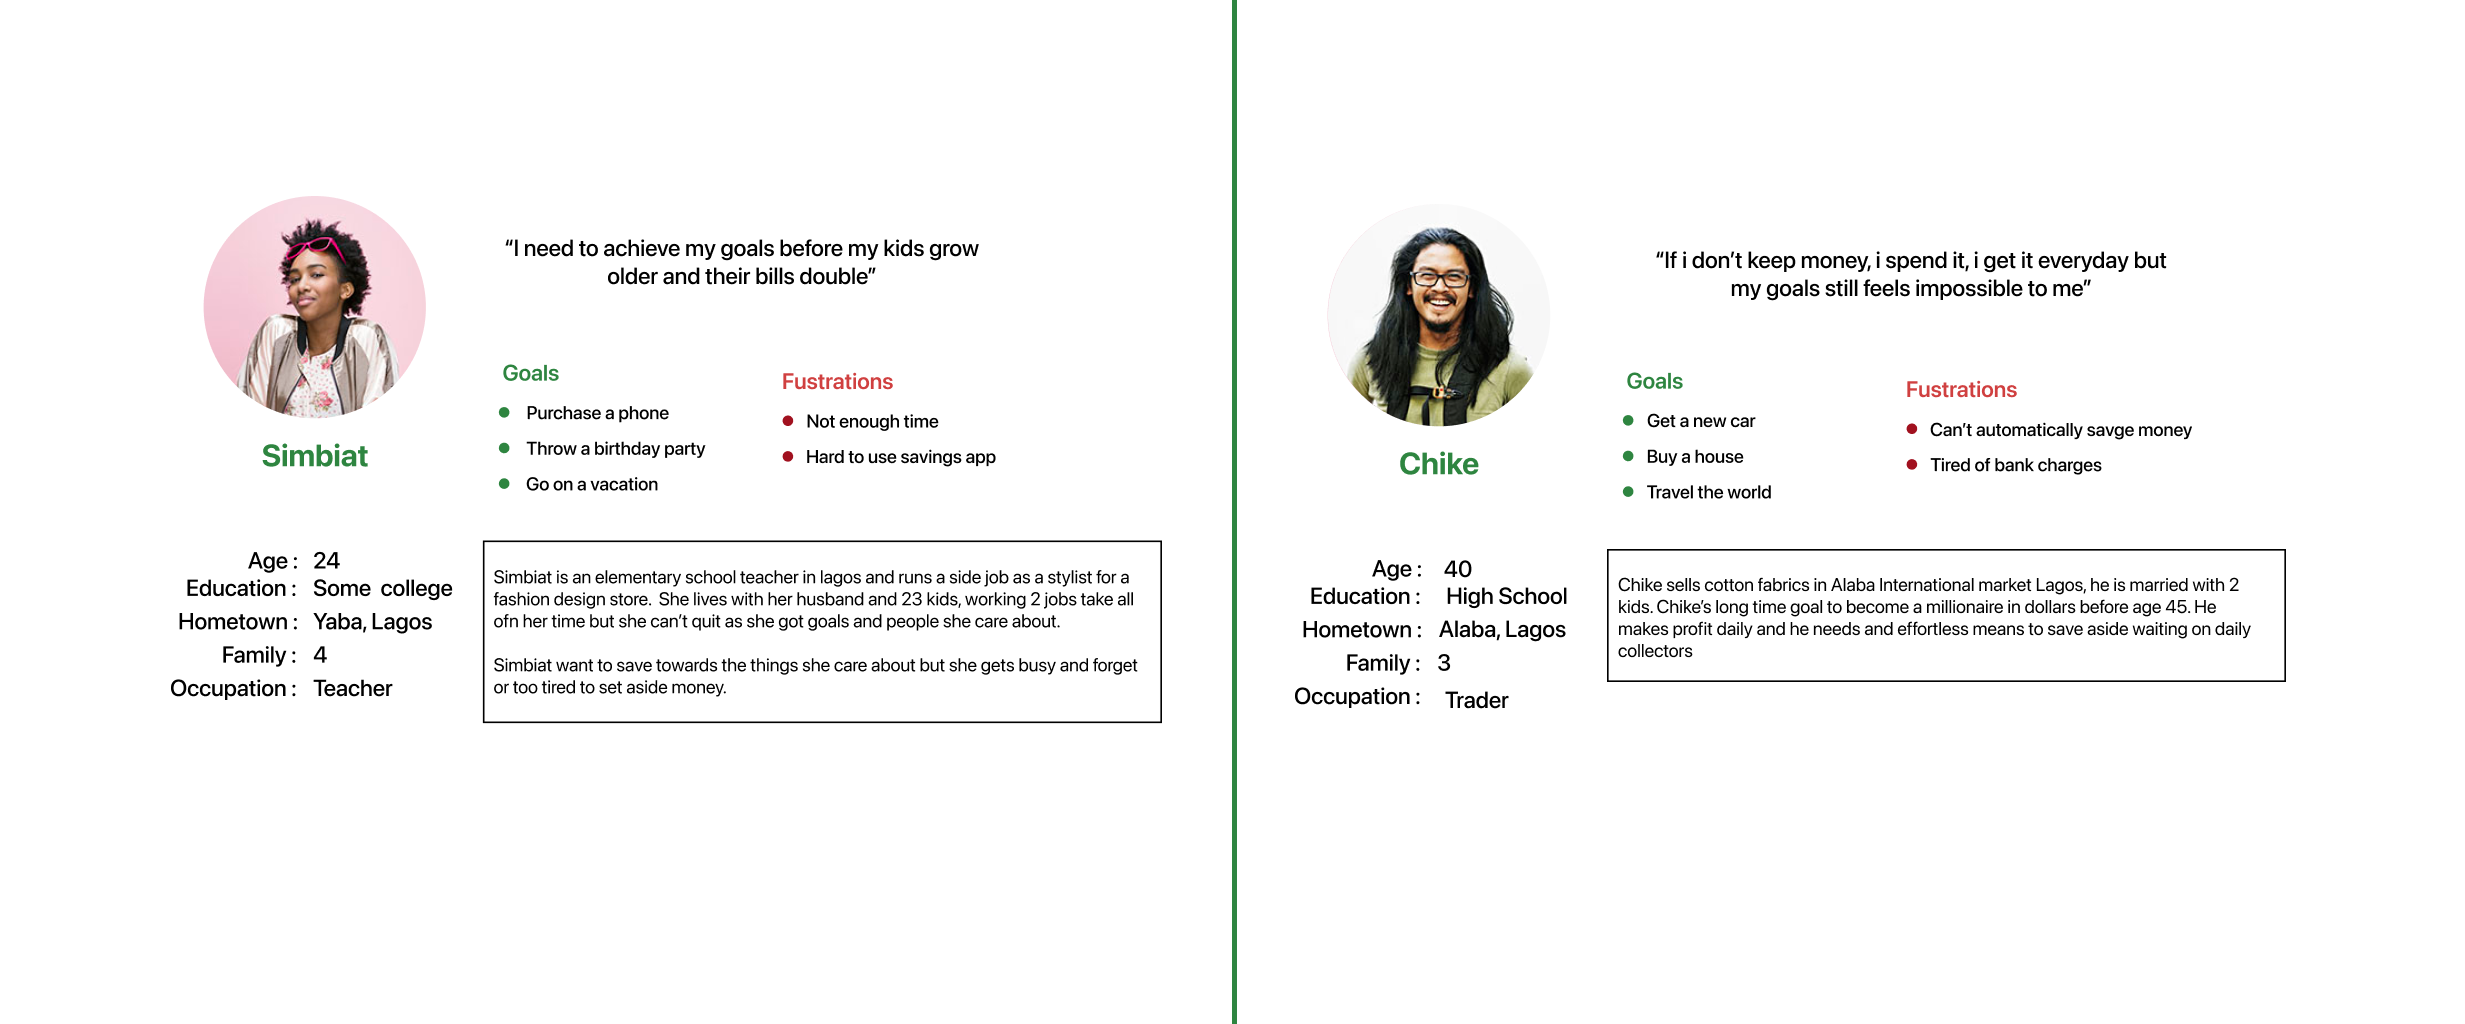 “I need to achieve my goals before my kids grow
older and their bills double”
Goals
Purchase a phone
Throw a birthday party
Go on a vacation
Fustrations
Not enough time
Hard to use savings app
Simbiat
Age : 24
Education : Some  college
Hometown : Yaba, Lagos
Family : 4
Occupation : Teacher
Simbiat is an elementary school teacher in lagos and runs a side job as a stylist for a
fashion design store.  She lives with her husband and 23 kids, working 2 jobs take all
ofn her time but she can’t quit as she got goals and people she care about.
Simbiat want to save towards the things she care about but she gets busy and forget
or too tired to set aside money.
“If i don’t keep money, i spend it, i get it everyday but
my goals still feels impossible to me”
Goals
Get a new car
Buy a house
Travel the world
Fustrations
Can’t automatically savge money
Tired of bank charges
Chike
Age : 40
Education : High School
Hometown : Alaba, Lagos
Family : 3
Occupation : Trader
Chike sells cotton fabrics in Alaba International market Lagos, he is married with 2
kids. Chike’s long time goal to become a millionaire in dollars before age 45. He
makes profit daily and he needs and effortless means to save aside waiting on daily
collectors